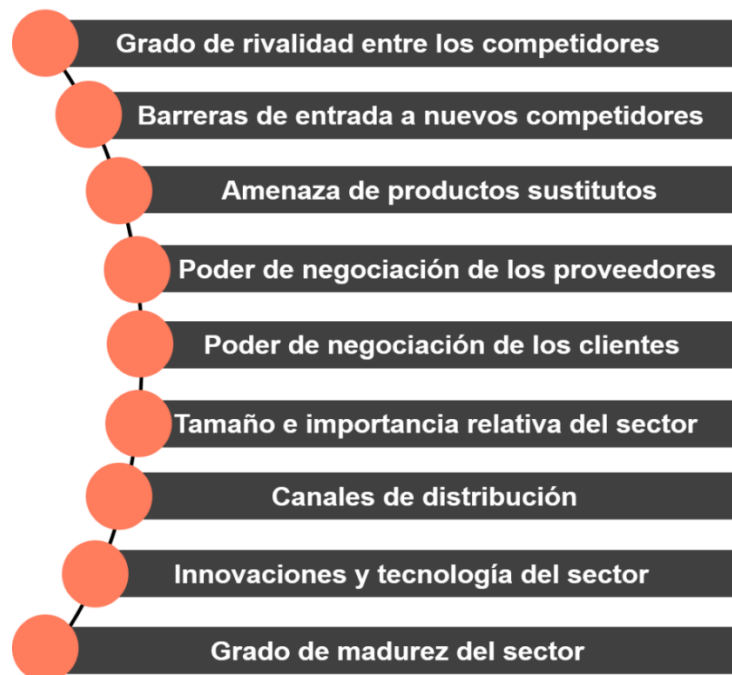 Grado de rivalidad entre los competidores
Barreras de entrada a nuevos competidores
Amenaza de productos sustitutos
Poder de negociación de los proveedores
Poder de negociación de los clientes
Tamaño e importancia relativa del sector
Canales de distribución
Innovaciones y tecnología del sector
Grado de madurez del sector